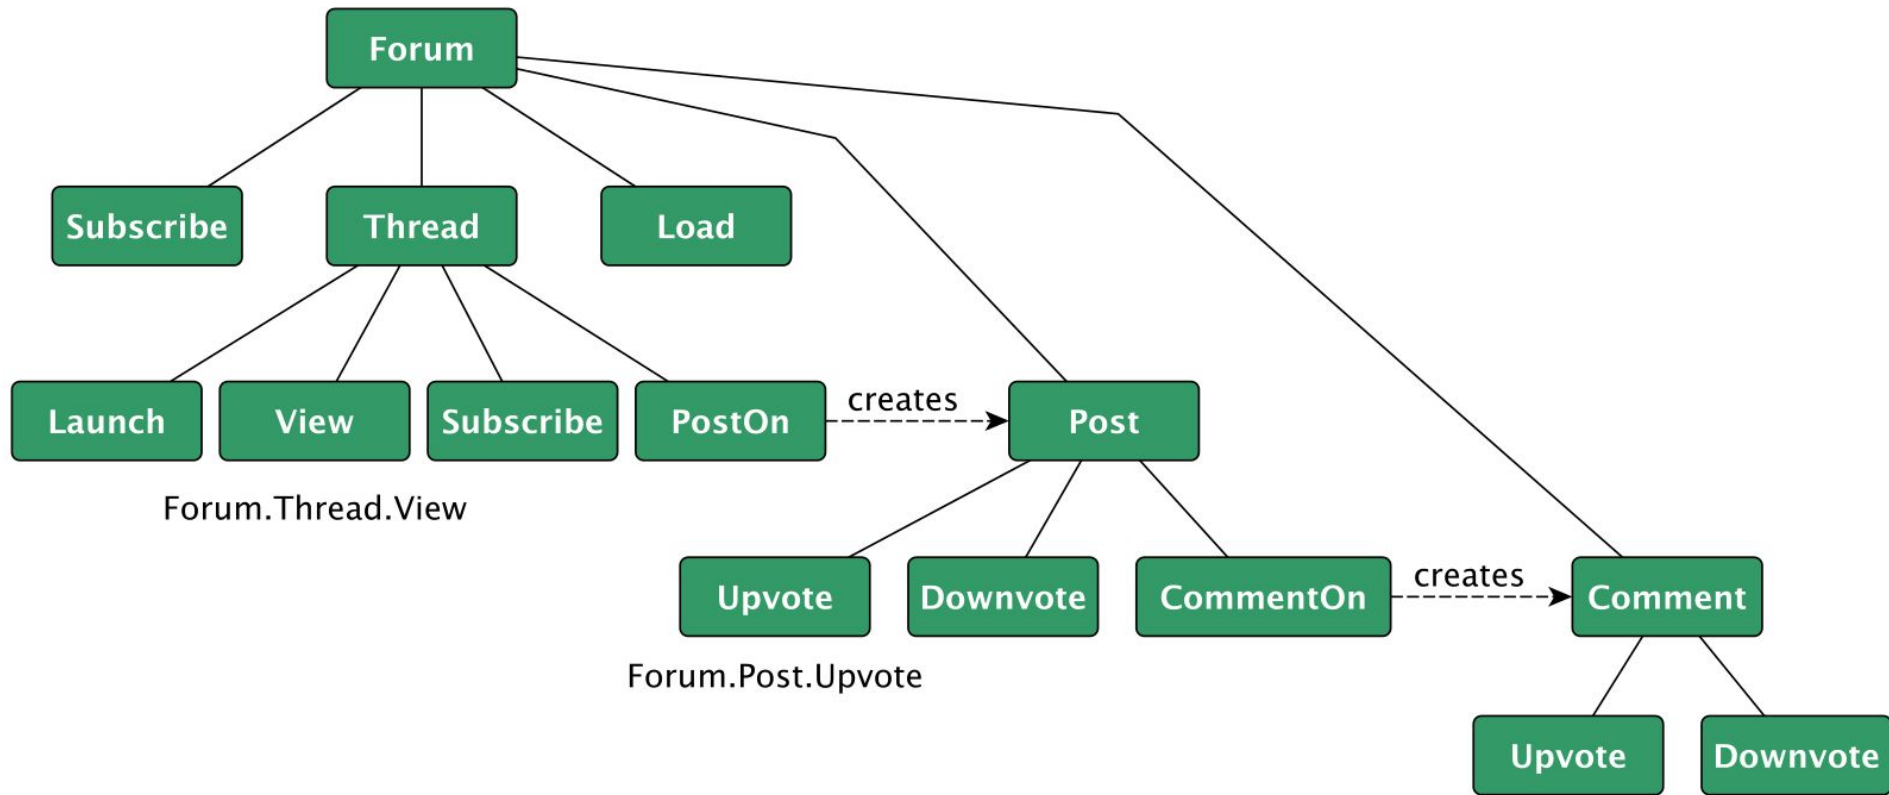 Forum
Subscribe
Thread
Load
Launch
View
Subscribe
PostOn
creates
Post
Forum.Thread.View
Upvote
Downvote
CommentOn
creates
Comment
Forum.Post.Upvote
Upvote
Downvote